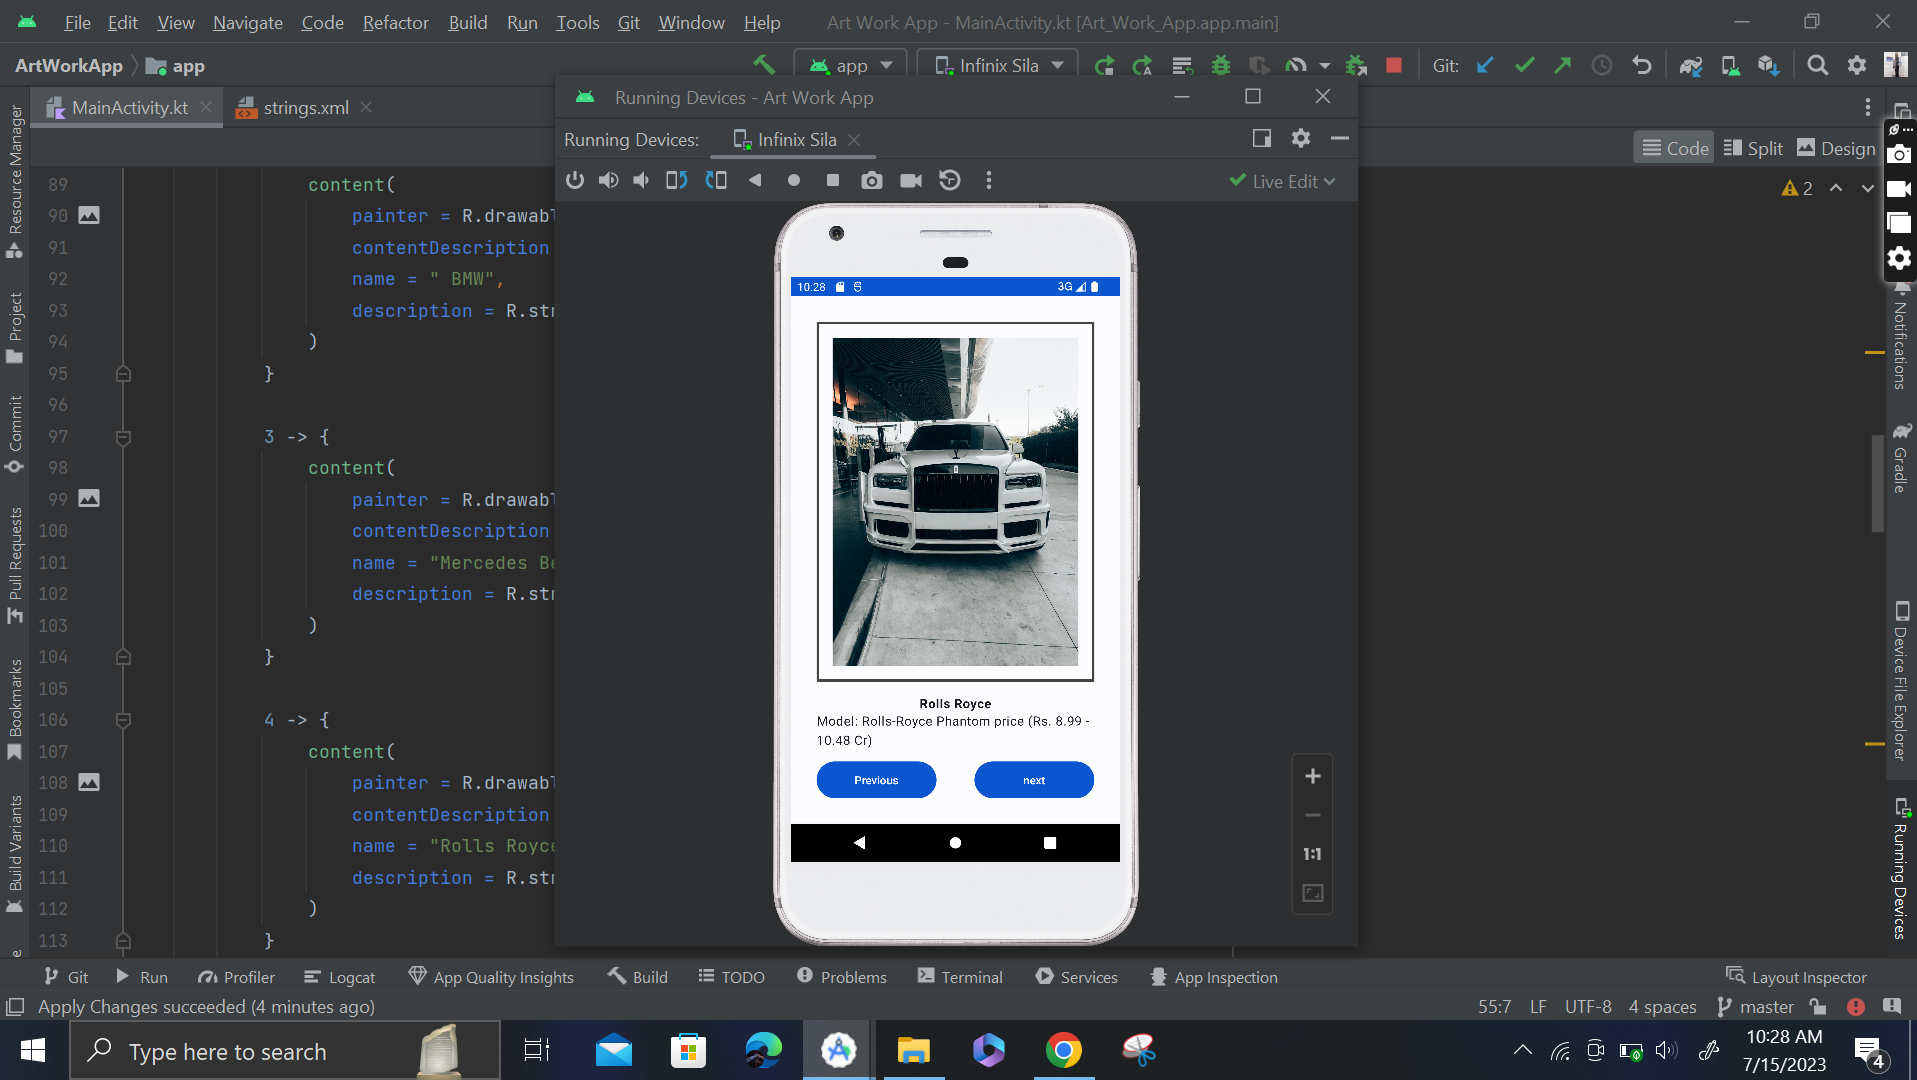 File Edit View Navigate Code Refactor Build Run Tools Git Window Help Art Work App - MainActivity.kt [Art_Work_App.app.main]
ArtWorkApp app app Infinix Sila Git:
MainActivity.kt strings.xml
Running Devices - Art Work App
Running Devices: Infinix Sila
Code Split Design
Live Edit
2
89 content(
90 painter = R.drawabl
91 contentDescription
92 name = " BMW",
93 description = R.str
94 )
95 }
96
97 3 -> {
98 content(
99 painter = R.drawabl
100 contentDescription
101 name = "Mercedes Be
102 description = R.str
103 )
104 }
105
106 4 -> {
107 content(
108 painter = R.drawabl
109 contentDescription
110 name = "Rolls Royce
111 description = R.str
112 )
113 }
10:28 3G
Rolls Royce
Model: Rolls-Royce Phantom price (Rs. 8.99 -
10.48 Cr)
Previous next
1:1
Resource Manager
Project
Commit
Pull Requests
Bookmarks
Build Variants
Notifications
Gradle
Device File Explorer
Running Devices
Git Run Profiler Logcat App Quality Insights Build TODO Problems Terminal Services App Inspection Layout Inspector
Apply Changes succeeded (4 minutes ago) 55:7 LF UTF-8 4 spaces master
Type here to search
10:28 AM
7/15/2023
4